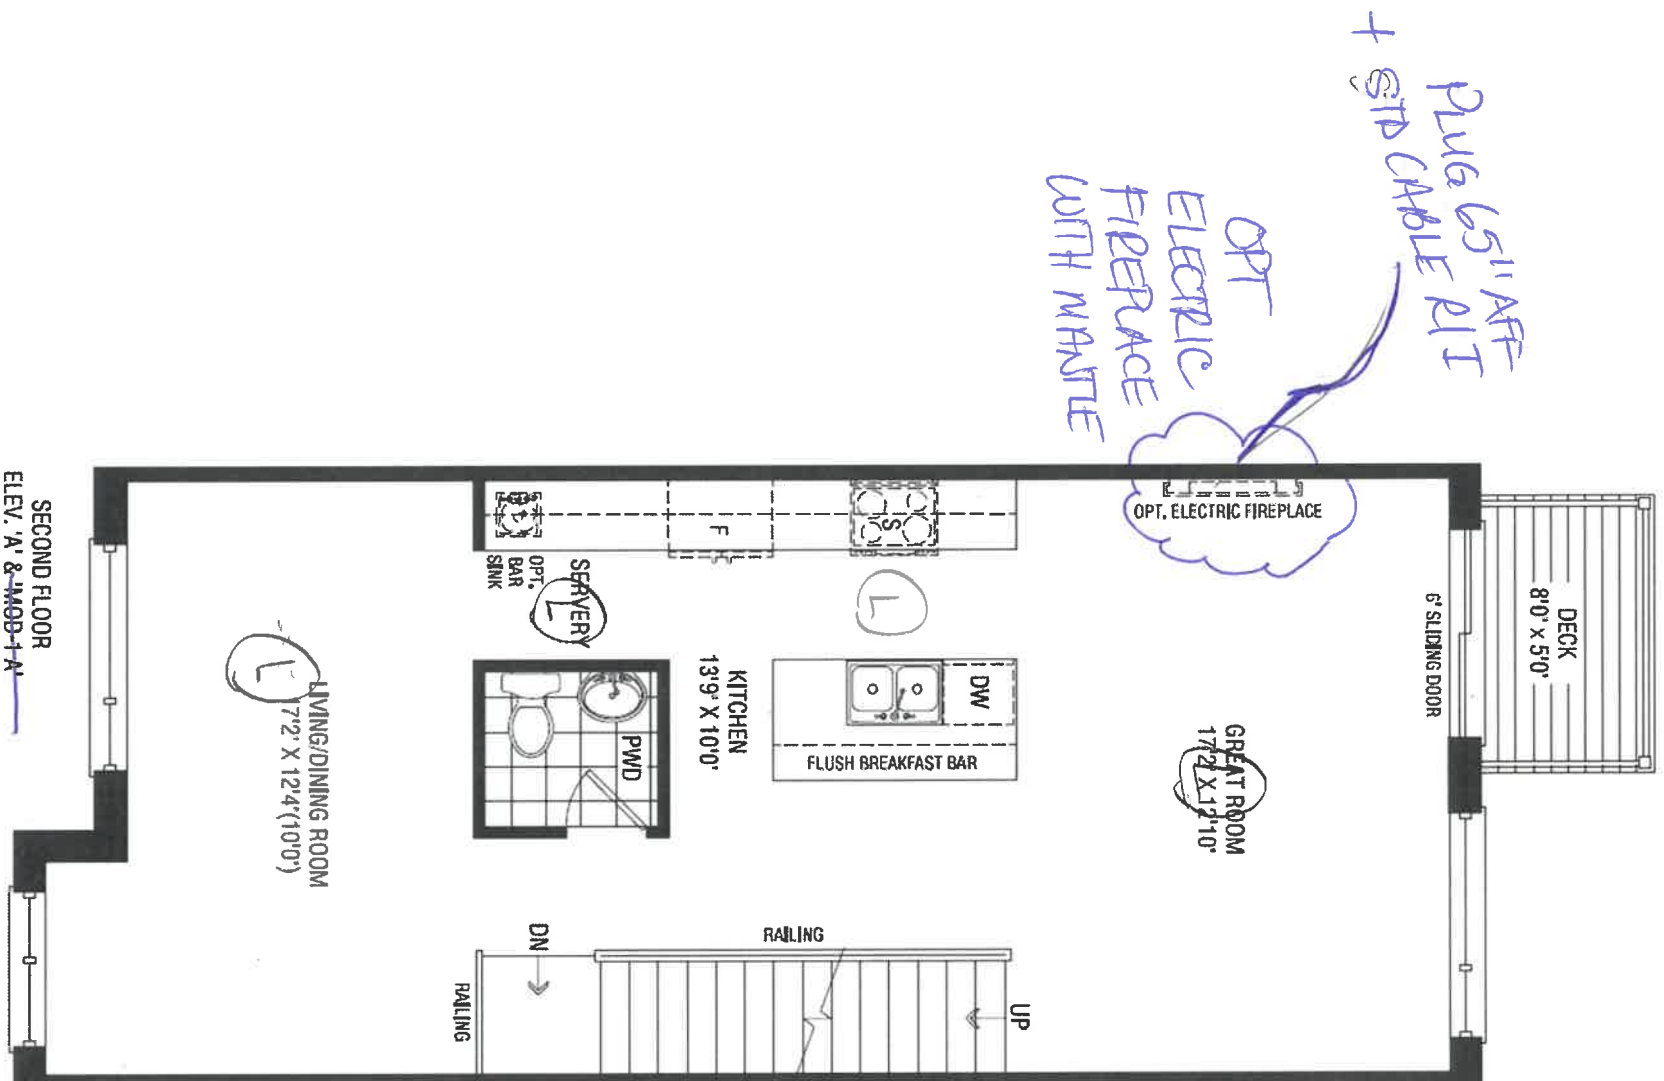 PLUG 65" AFF
+ STD CABLE R/I
OPT
ELECTRIC
FIREPLACE
WITH MANTLE
DECK
8'0" x 5'0"
6' SLIDING DOOR
OPT. ELECTRIC FIREPLACE
GREAT ROOM
17'2" X 12'10"
L
S
L
F
DW
FLUSH BREAKFAST BAR
KITCHEN
13'9" X 10'0"
SERVERY
L
OPT.
BAR
SINK
PWD
UP
RAILING
DN
RAILING
LIVING/DINING ROOM
17'2" X 12'4"(10'0")
L
SECOND FLOOR
ELEV. 'A' & 'MOD-1 A'